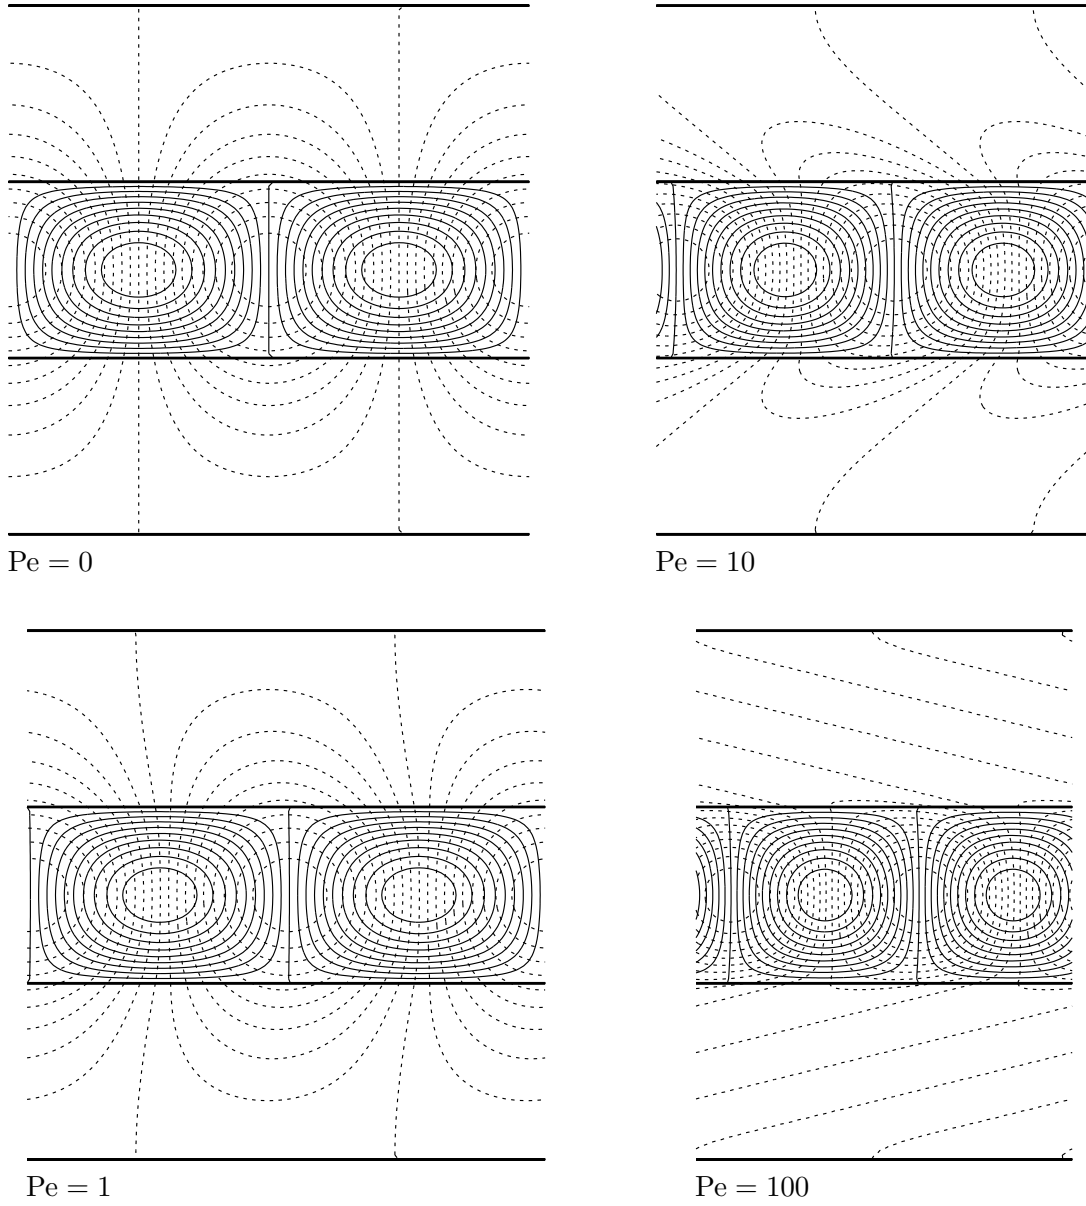 Pe = 0
Pe = 10
Pe = 1
Pe = 100